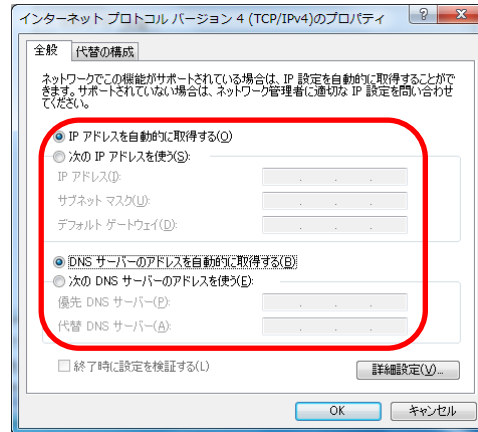 インターネット プロトコル バージョン 4 (TCP/IPv4)のプロパティ
全般
代替の構成
ネットワークでこの機能がサポートされている場合は、IP 設定を自動的に取得することがで
きます。サポートされていない場合は、ネットワーク管理者に適切な IP 設定を問い合わせ
てください。
IP アドレスを自動的に取得する(O)
次の IP アドレスを使う(S):
IP アドレス(I):
サブネット マスク(U):
デフォルト ゲートウェイ(D):
DNS サーバーのアドレスを自動的に取得する(B)
次の DNS サーバーのアドレスを使う(E):
優先 DNS サーバー(P):
代替 DNS サーバー(A):
終了時に設定を検証する(L)
詳細設定(V)...
OK
キャンセル